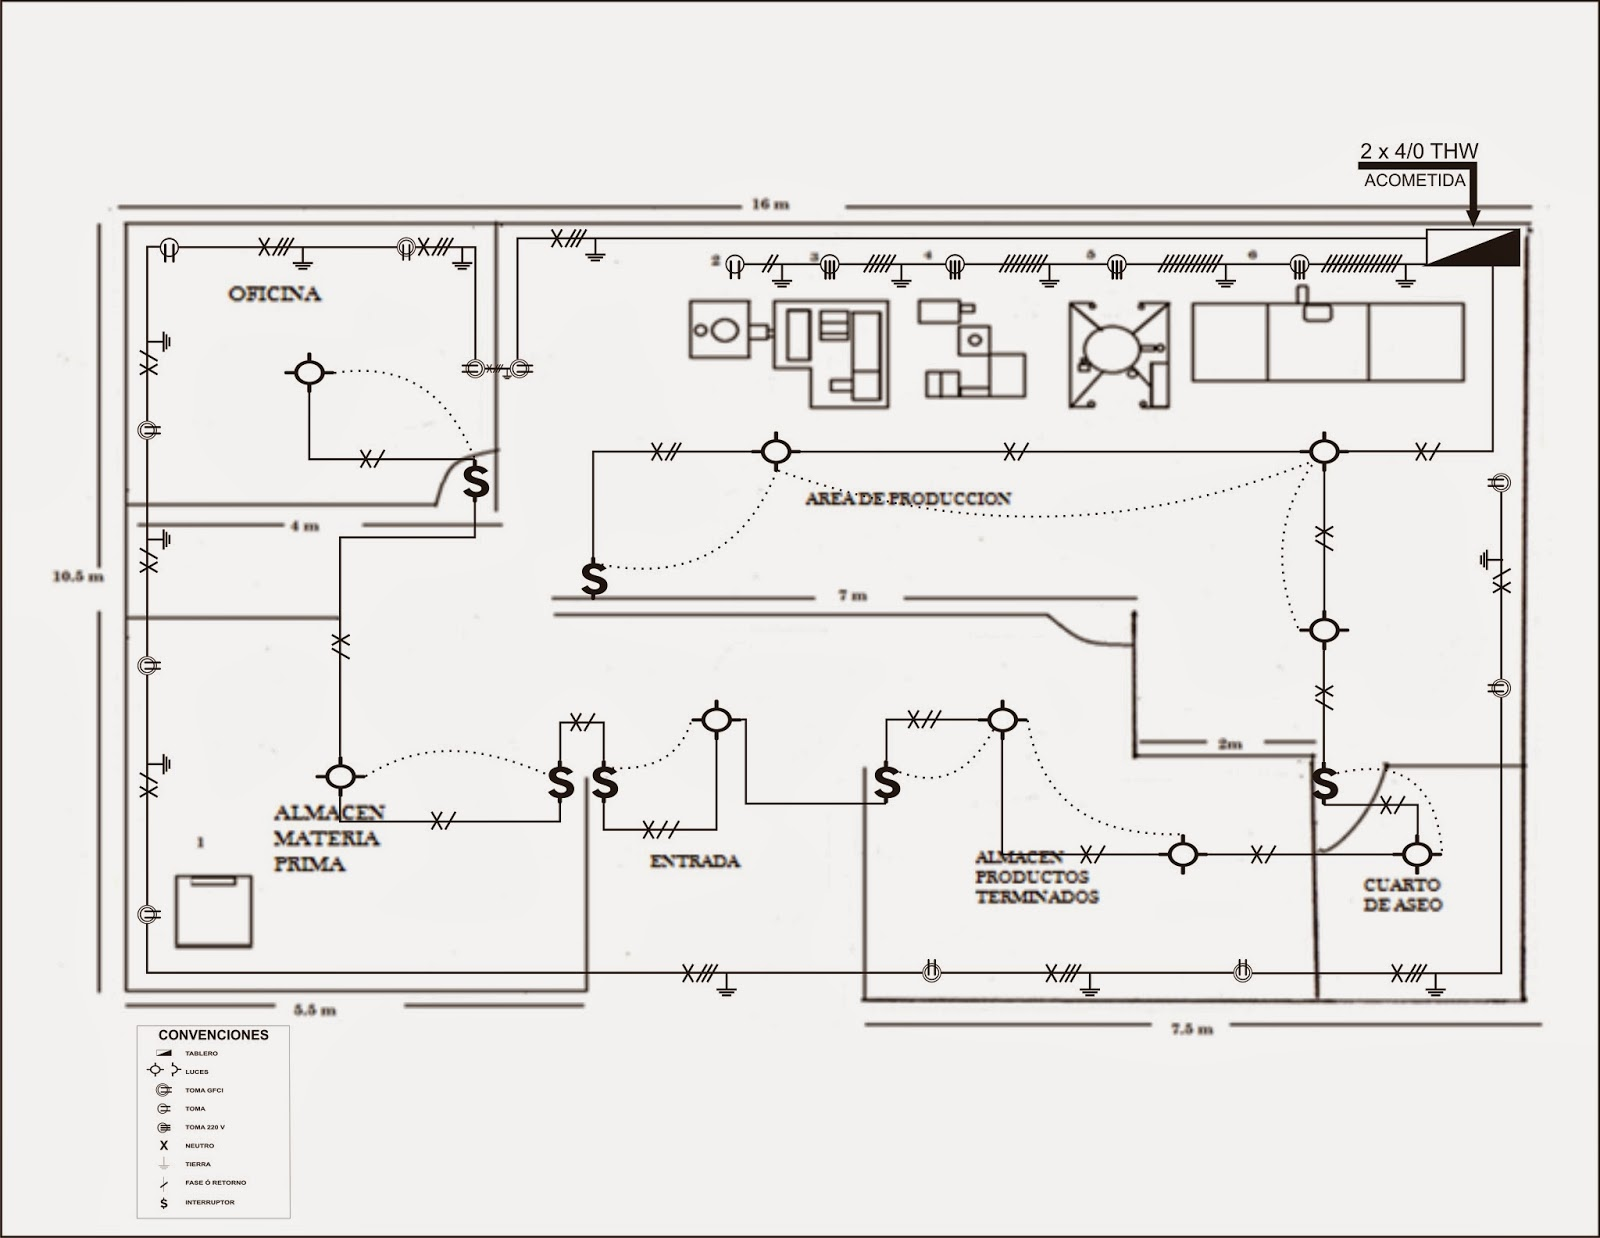 2 x 4/0 THW
ACOMETIDA
16 m
2
3
4
5
6
OFICINA
S
AREA DE PRODUCCION
4 m
10.5 m
S
7 m
2m
S
S
S
S
ALMACEN
MATERIA
PRIMA
1
ENTRADA
ALMACEN
PRODUCTOS
TERMINADOS
CUARTO
DE ASEO
5.5 m
7.5 m
CONVENCIONES
TABLERO
LUCES
TOMA GFCI
TOMA
TOMA 220 V
X NEUTRO
TIERRA
FASE Ó RETORNO
$ INTERRUPTOR